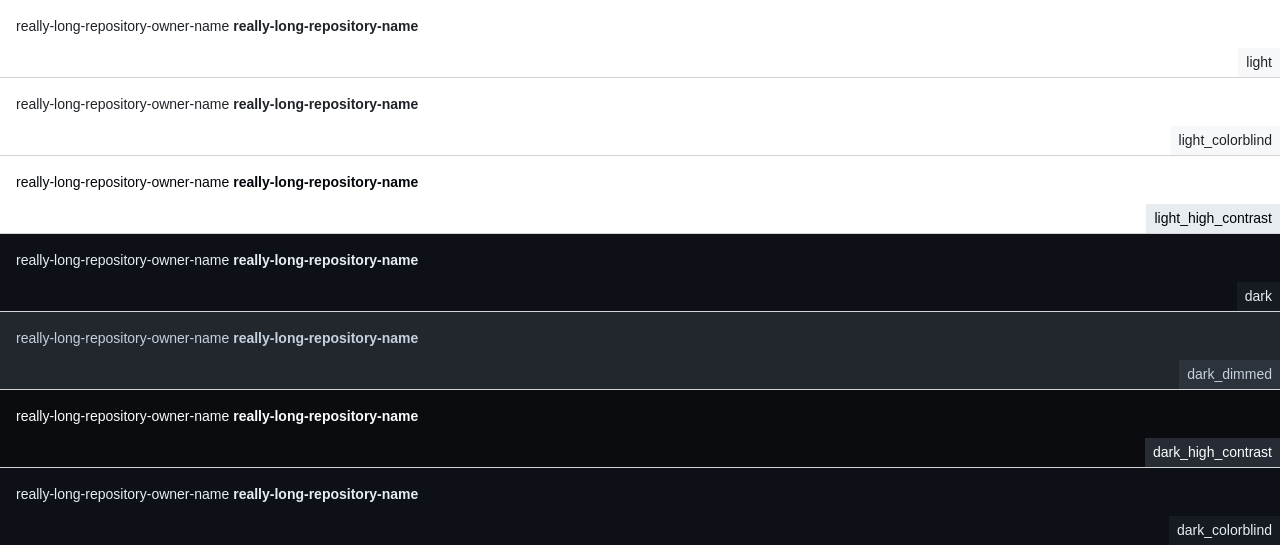 really-long-repository-owner-name really-long-repository-name
light
really-long-repository-owner-name really-long-repository-name
light_colorblind
really-long-repository-owner-name really-long-repository-name
light_high_contrast
really-long-repository-owner-name really-long-repository-name
dark
really-long-repository-owner-name really-long-repository-name
dark_dimmed
really-long-repository-owner-name really-long-repository-name
dark_high_contrast
really-long-repository-owner-name really-long-repository-name
dark_colorblind